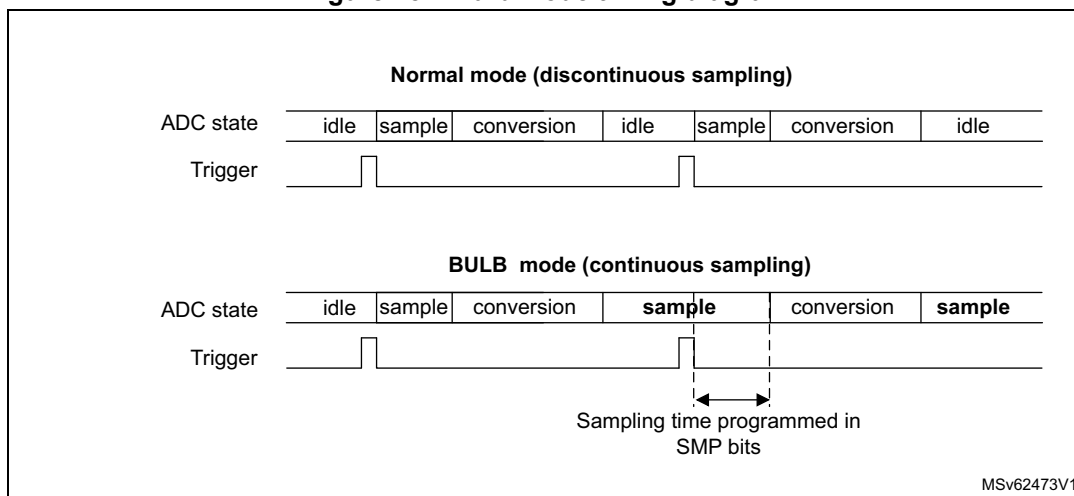 Normal mode (discontinuous sampling)
ADC state idle sample conversion idle sample conversion idle
Trigger
BULB mode (continuous sampling)
ADC state idle sample conversion sample conversion sample
Trigger
Sampling time programmed in
SMP bits
MSv62473V1